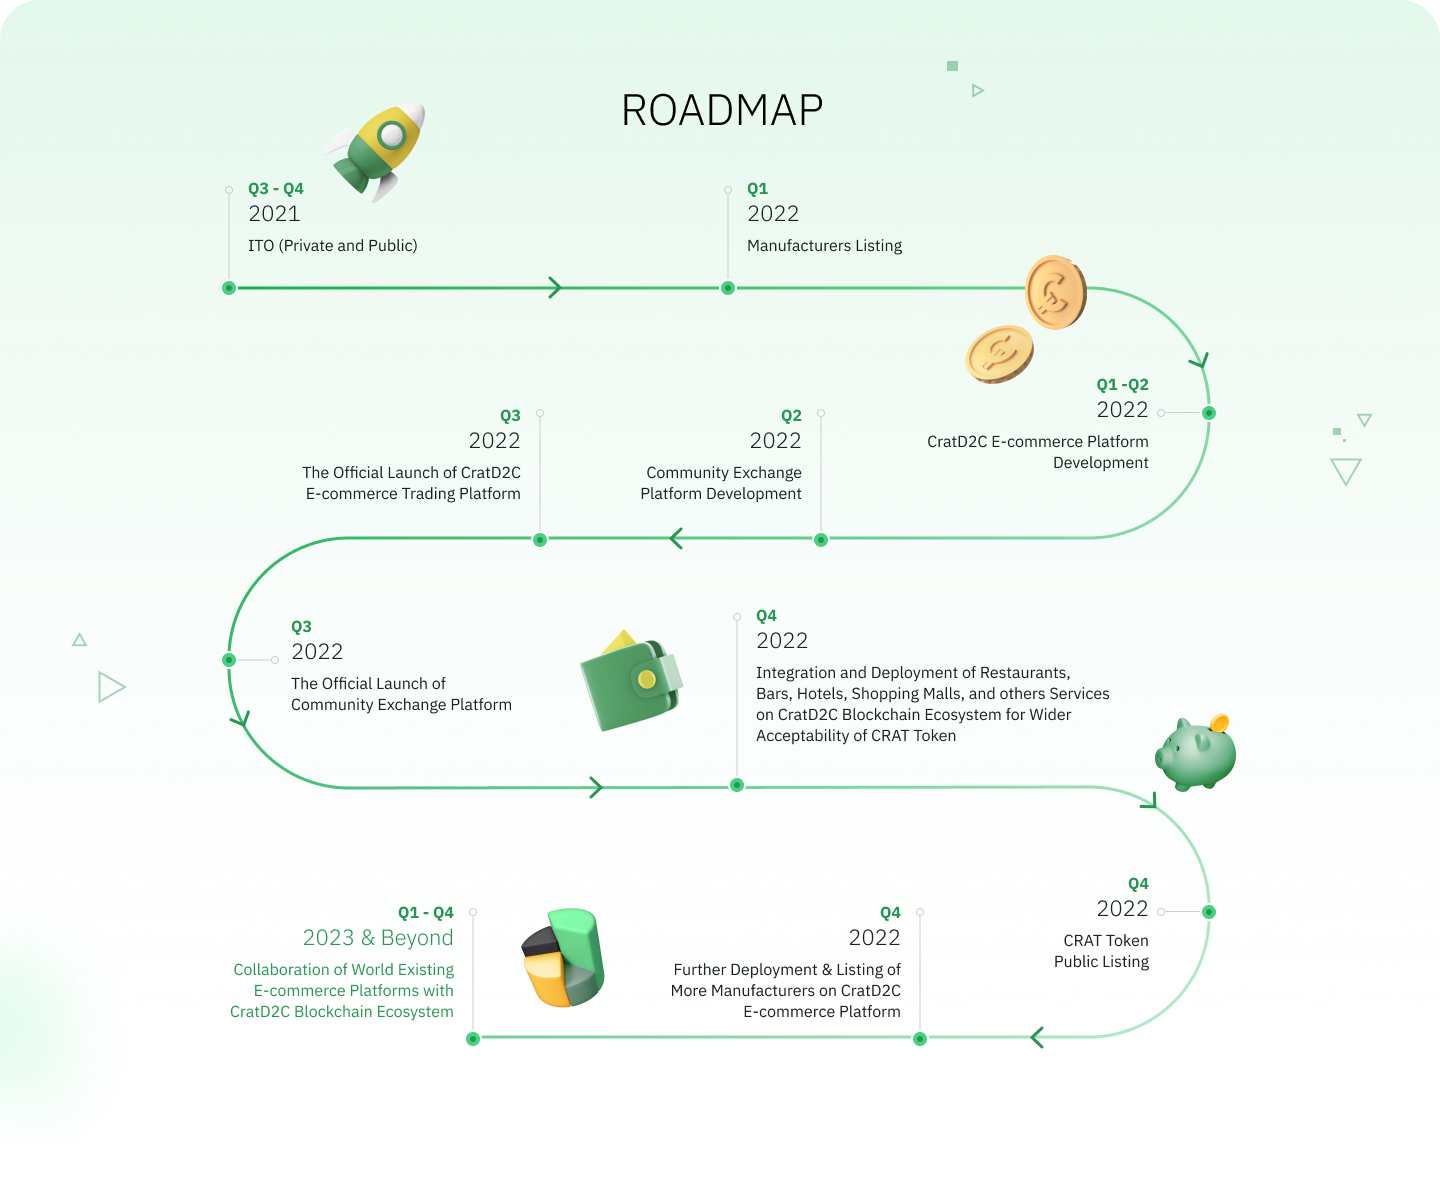 ROADMAP
Q3 - Q4
2021
ITO (Private and Public)
Q1
2022
Manufacturers Listing
Q1 -Q2
2022
CratD2C E-commerce Platform
Development
Q2
2022
Community Exchange
Platform Development
Q3
2022
The Official Launch of CratD2C
E-commerce Trading Platform
Q3
2022
The Official Launch of
Community Exchange Platform
Q4
2022
Integration and Deployment of Restaurants,
Bars, Hotels, Shopping Malls, and others Services
on CratD2C Blockchain Ecosystem for Wider
Acceptability of CRAT Token
Q4
2022
CRAT Token
Public Listing
Q4
2022
Further Deployment & Listing of
More Manufacturers on CratD2C
E-commerce Platform
Q1 - Q4
2023 & Beyond
Collaboration of World Existing
E-commerce Platforms with
CratD2C Blockchain Ecosystem